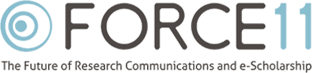 FORCE11
The Future of Research Communications and e-Scholarship